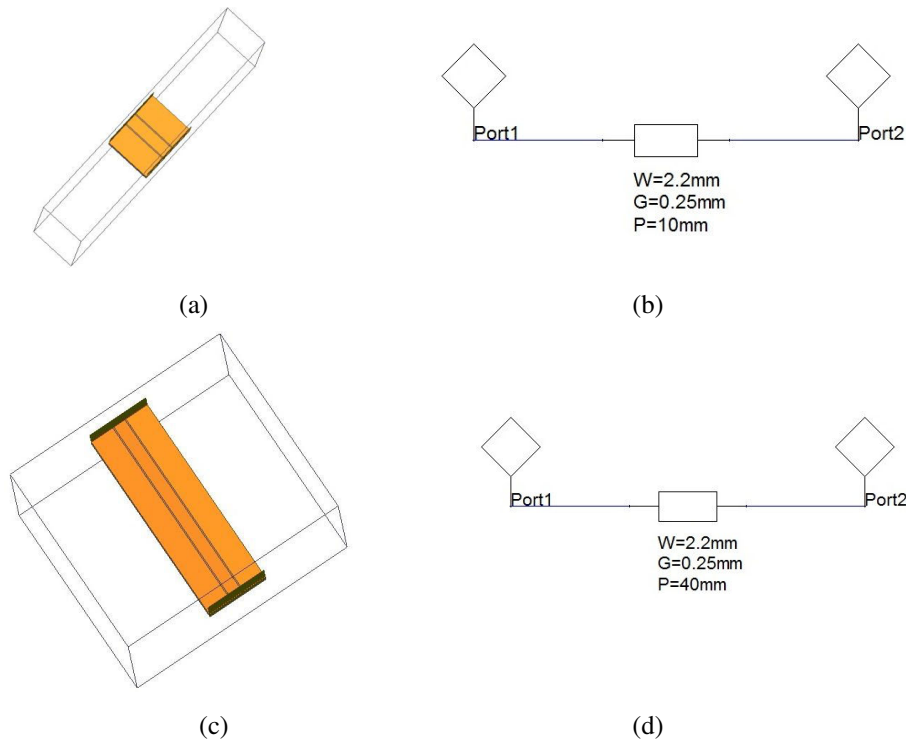 Port1
Port2
W=2.2mm
G=0.25mm
P=10mm
(a)
(b)
Port1
Port2
W=2.2mm
G=0.25mm
P=40mm
(c)
(d)